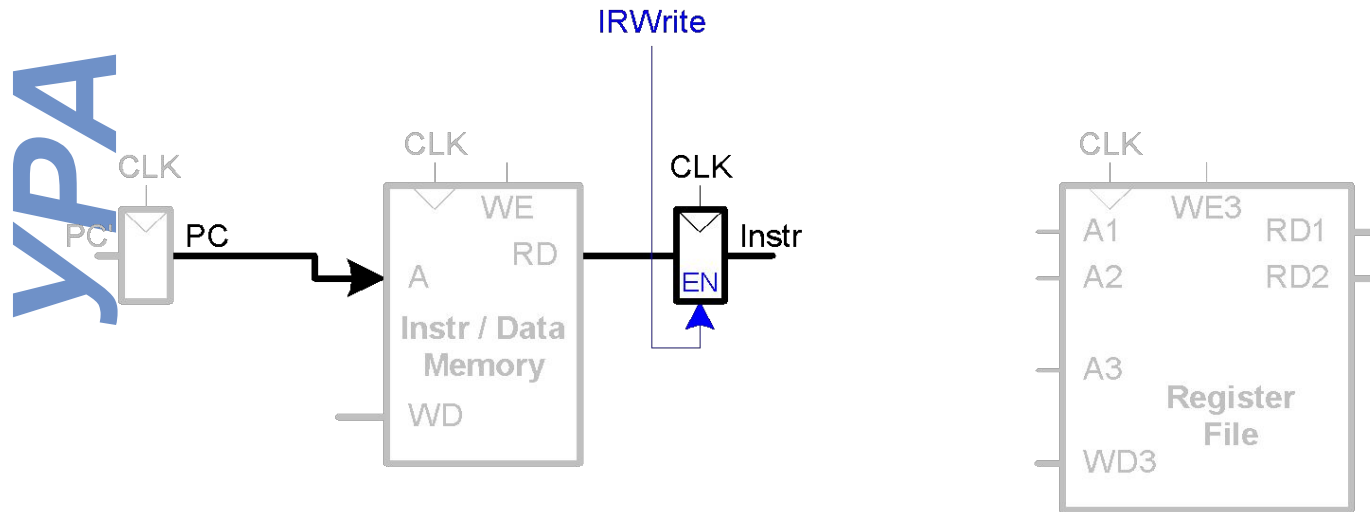 IRWrite
CLK
CLK
CLK
CLK
WE
WE3
PC'
PC
RD
Instr
A1
RD1
A
EN
A2
RD2
Instr / Data
Memory
A3
Register
File
WD
WD3